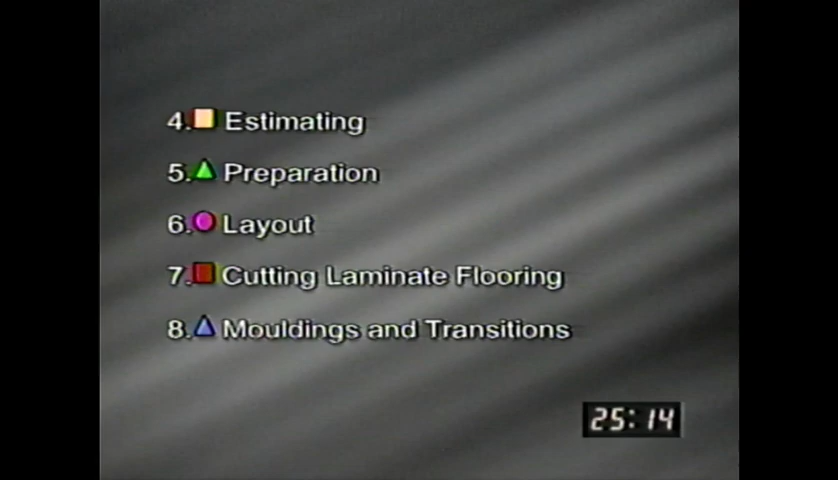 4. Estimating
5. Preparation
6. Layout
7. Cutting Laminate Flooring
8. Mouldings and Transitions
25:14